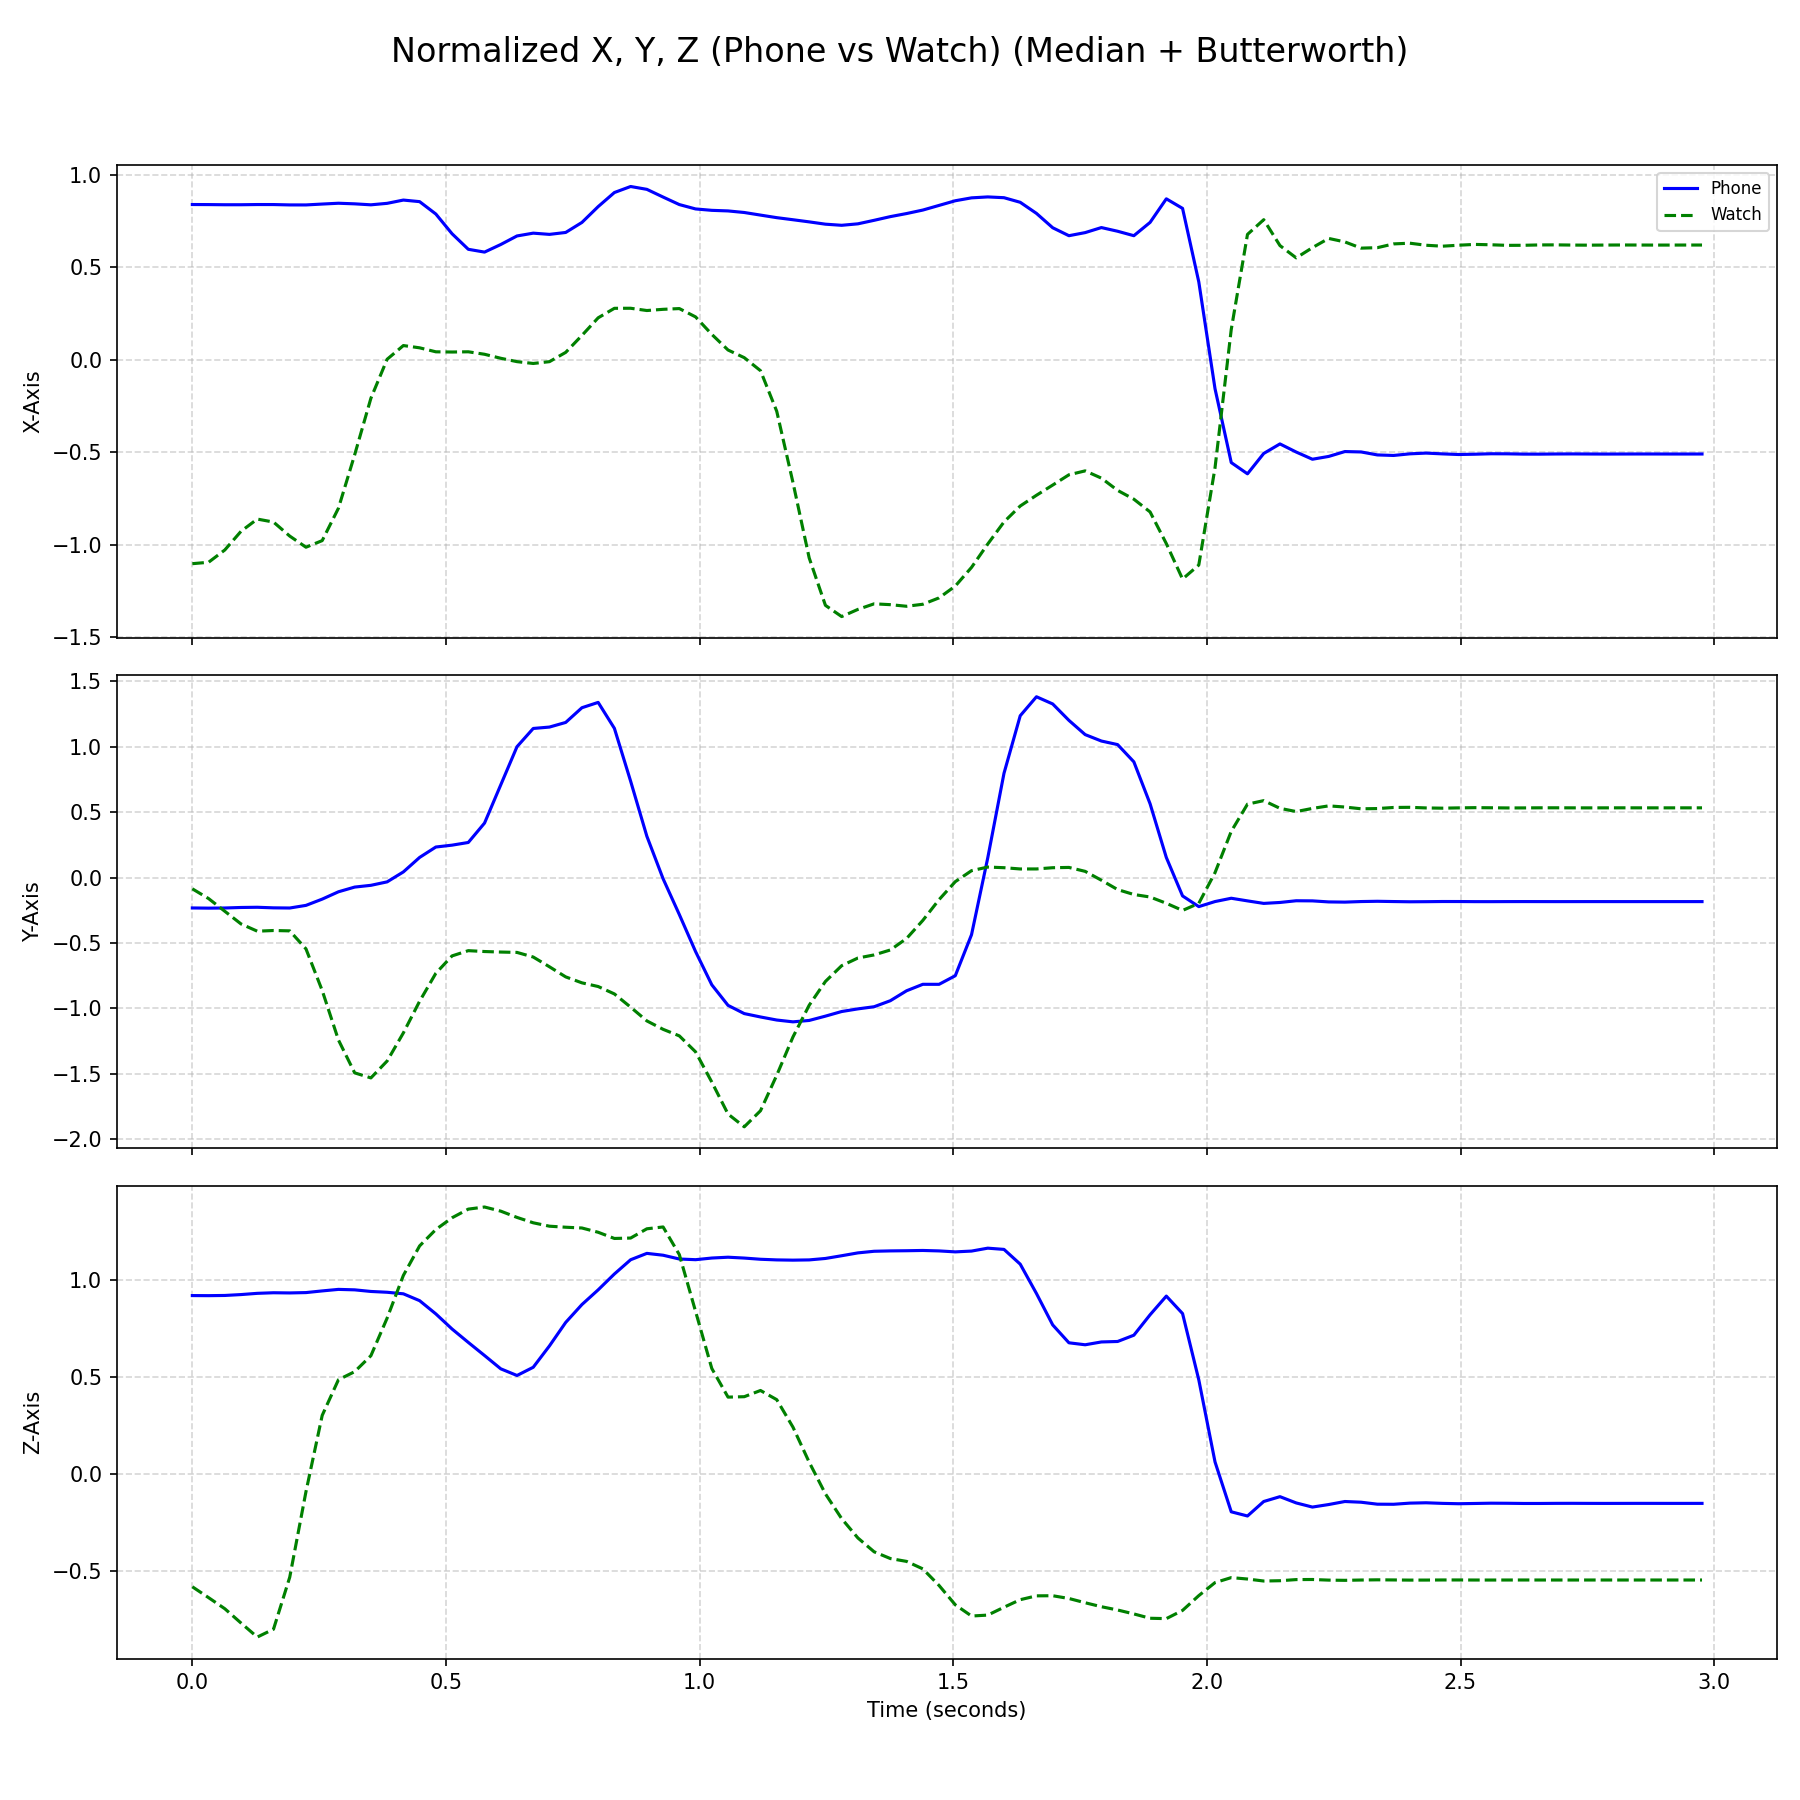 Normalized X, Y, Z (Phone vs Watch) (Median + Butterworth)
Phone
Watch
X-Axis
1.0
0.5
0.0
−0.5
−1.0
−1.5
Y-Axis
1.5
1.0
0.5
0.0
−0.5
−1.0
−1.5
−2.0
Z-Axis
1.0
0.5
0.0
−0.5
0.0 0.5 1.0 1.5 2.0 2.5 3.0
Time (seconds)